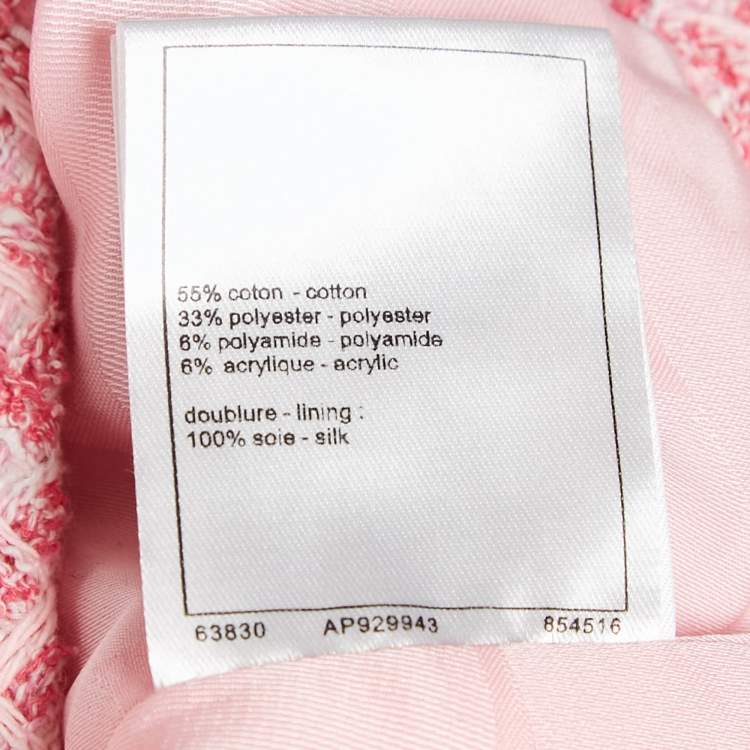 55% coton - cotton
33% polyester - polyester
6% polyamide - polyamide
6% acrylique - acrylic
doublure - lining :
100% soie - silk
63830 AP929943 854516